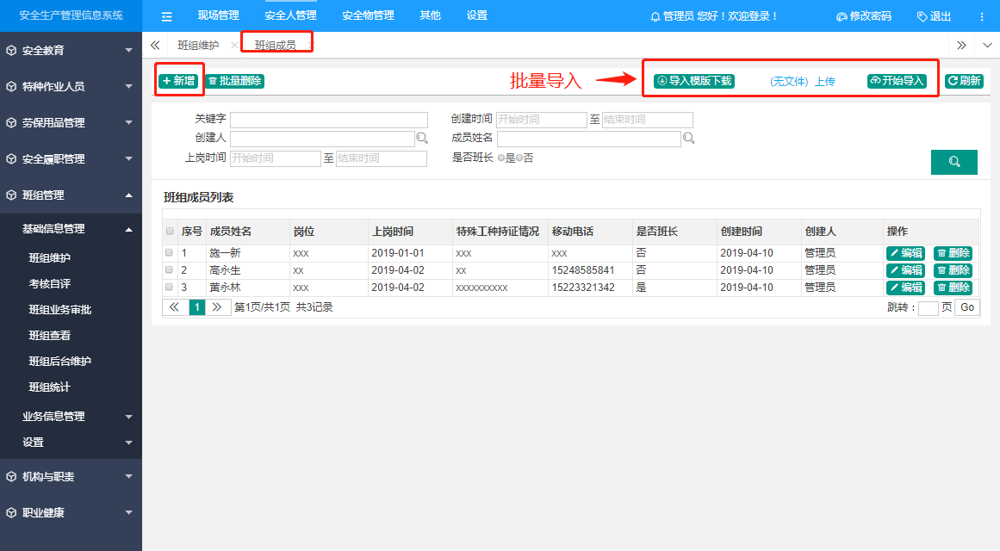 安全生产管理信息系统 现场管理 安全人管理 安全物管理 其他 设置 管理员 您好！欢迎登录！ 修改密码 退出
安全教育
特种作业人员
劳保用品管理
安全履职管理
班组管理
基础信息管理
班组维护
考核自评
班组业务审批
班组查看
班组后台维护
班组统计
业务信息管理
设置
机构与职责
职业健康
班组维护 班组成员
新增 批量删除 批量导入 导入模版下载 (无文件) 上传 开始导入 刷新
关键字 创建时间 开始时间 至 结束时间
创建人 成员姓名
上岗时间 开始时间 至 结束时间 是否班长 是 否
班组成员列表
序号 成员姓名 岗位 上岗时间 特殊工种持证情况 移动电话 是否班长 创建时间 创建人 操作
1 施一新 xxx 2019-01-01 xxx xxx 否 2019-04-10 管理员 编辑 删除
2 高永生 xx 2019-04-02 xx 15248585841 否 2019-04-10 管理员 编辑 删除
3 董永林 xxx 2019-04-02 xxxxxxxxxx 15223321342 是 2019-04-10 管理员 编辑 删除
1 第1页/共1页 共3记录 跳转： 页 Go